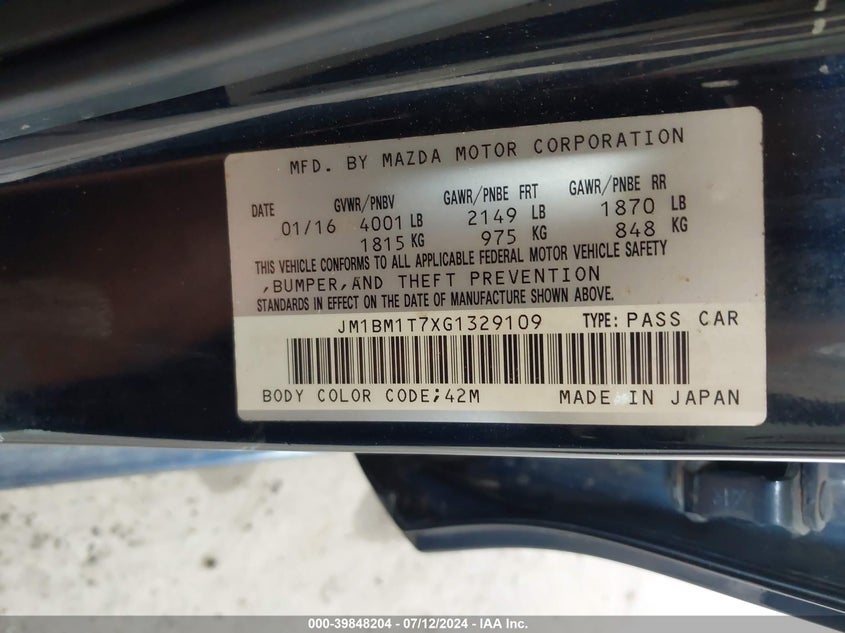 MFD. BY MAZDA MOTOR CORPORATION
DATE GVWR/PNBV GAWR/PNBE FRT GAWR/PNBE RR
01/16 4001 LB 2149 LB 1870 LB
1815 KG 975 KG 848 KG
THIS VEHICLE CONFORMS TO ALL APPLICABLE FEDERAL MOTOR VEHICLE SAFETY
,BUMPER,AND THEFT PREVENTION
STANDARDS IN EFFECT ON THE DATE OF MANUFACTURE SHOWN ABOVE.
JM1BM1T7XG1329109 TYPE: PASS CAR
BODY COLOR CODE;42M MADE IN JAPAN
000-39848204 - 07/12/2024 - IAA Inc.